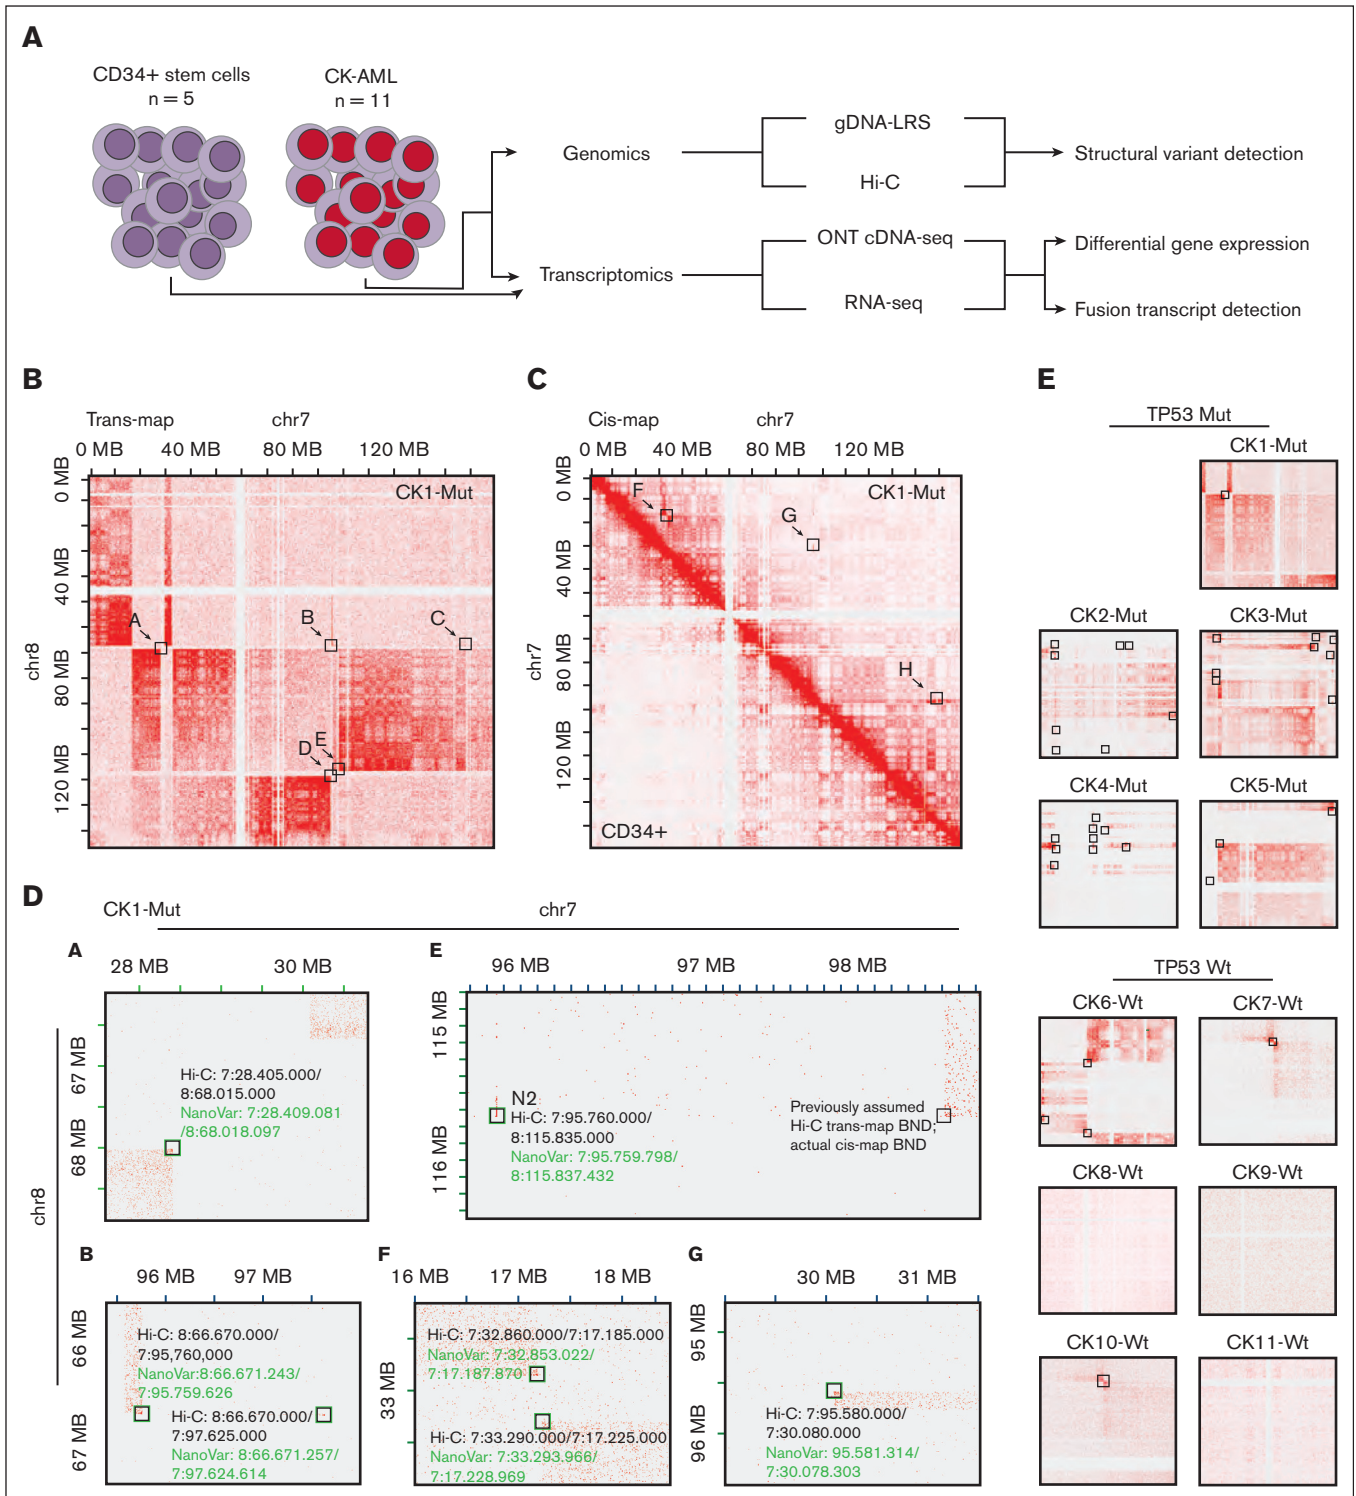 A
CD34+ stem cells
n = 5
CK-AML
n = 11
Genomics
gDNA-LRS
Hi-C
Structural variant detection
Transcriptomics
ONT cDNA-seq
RNA-seq
Differential gene expression
Fusion transcript detection
B
Trans-map
chr7
0 MB
40 MB
80 MB
120 MB
chr8
0 MB
40 MB
80 MB
120 MB
CK1-Mut
A
B
C
D
E
C
Cis-map
chr7
0 MB
40 MB
80 MB
120 MB
chr7
0 MB
40 MB
80 MB
120 MB
CK1-Mut
F
G
H
CD34+
D
CK1-Mut
chr7
chr8
A
28 MB
30 MB
67 MB
68 MB
Hi-C: 7:28.405.000/
8:68.015.000
NanoVar: 7:28.409.081
/8:68.018.097
E
96 MB
97 MB
98 MB
115 MB
116 MB
N2
Hi-C: 7:95.760.000/
8:115.835.000
NanoVar: 7:95.759.798/
8:115.837.432
Previously assumed
Hi-C trans-map BND;
actual cis-map BND
B
96 MB
97 MB
66 MB
67 MB
Hi-C: 8:66.670.000/
7:95,760,000
NanoVar:8:66.671.243/
7:95.759.626
Hi-C: 8:66.670.000/
7:97.625.000
NanoVar: 8:66.671.257/
7:97.624.614
F
16 MB
17 MB
18 MB
33 MB
Hi-C: 7:32.860.000/7:17.185.000
NanoVar: 7:32.853.022/
7:17.187.870
Hi-C: 7:33.290.000/7:17.225.000
NanoVar: 7:33.293.966/
7:17.228.969
G
30 MB
31 MB
95 MB
96 MB
Hi-C: 7:95.580.000/
7:30.080.000
NanoVar: 95.581.314/
7:30.078.303
E
TP53 Mut
CK1-Mut
CK2-Mut
CK3-Mut
CK4-Mut
CK5-Mut
TP53 Wt
CK6-Wt
CK7-Wt
CK8-Wt
CK9-Wt
CK10-Wt
CK11-Wt